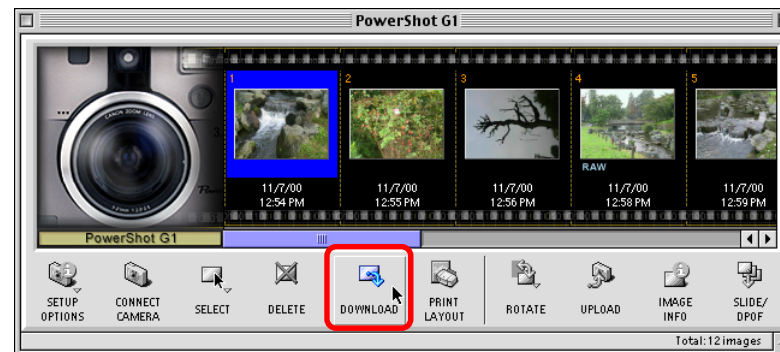 PowerShot G1
CANON ZOOM LENS
1
2
3
4
5
RAW
11/7/00
12:54 PM
11/7/00
12:55 PM
11/7/00
12:56 PM
11/7/00
12:58 PM
11/7/00
12:59 PM
PowerShot G1
SETUP
OPTIONS
CONNECT
CAMERA
SELECT
DELETE
DOWNLOAD
PRINT
LAYOUT
ROTATE
UPLOAD
IMAGE
INFO
SLIDE/
DPOF
Total:12 images